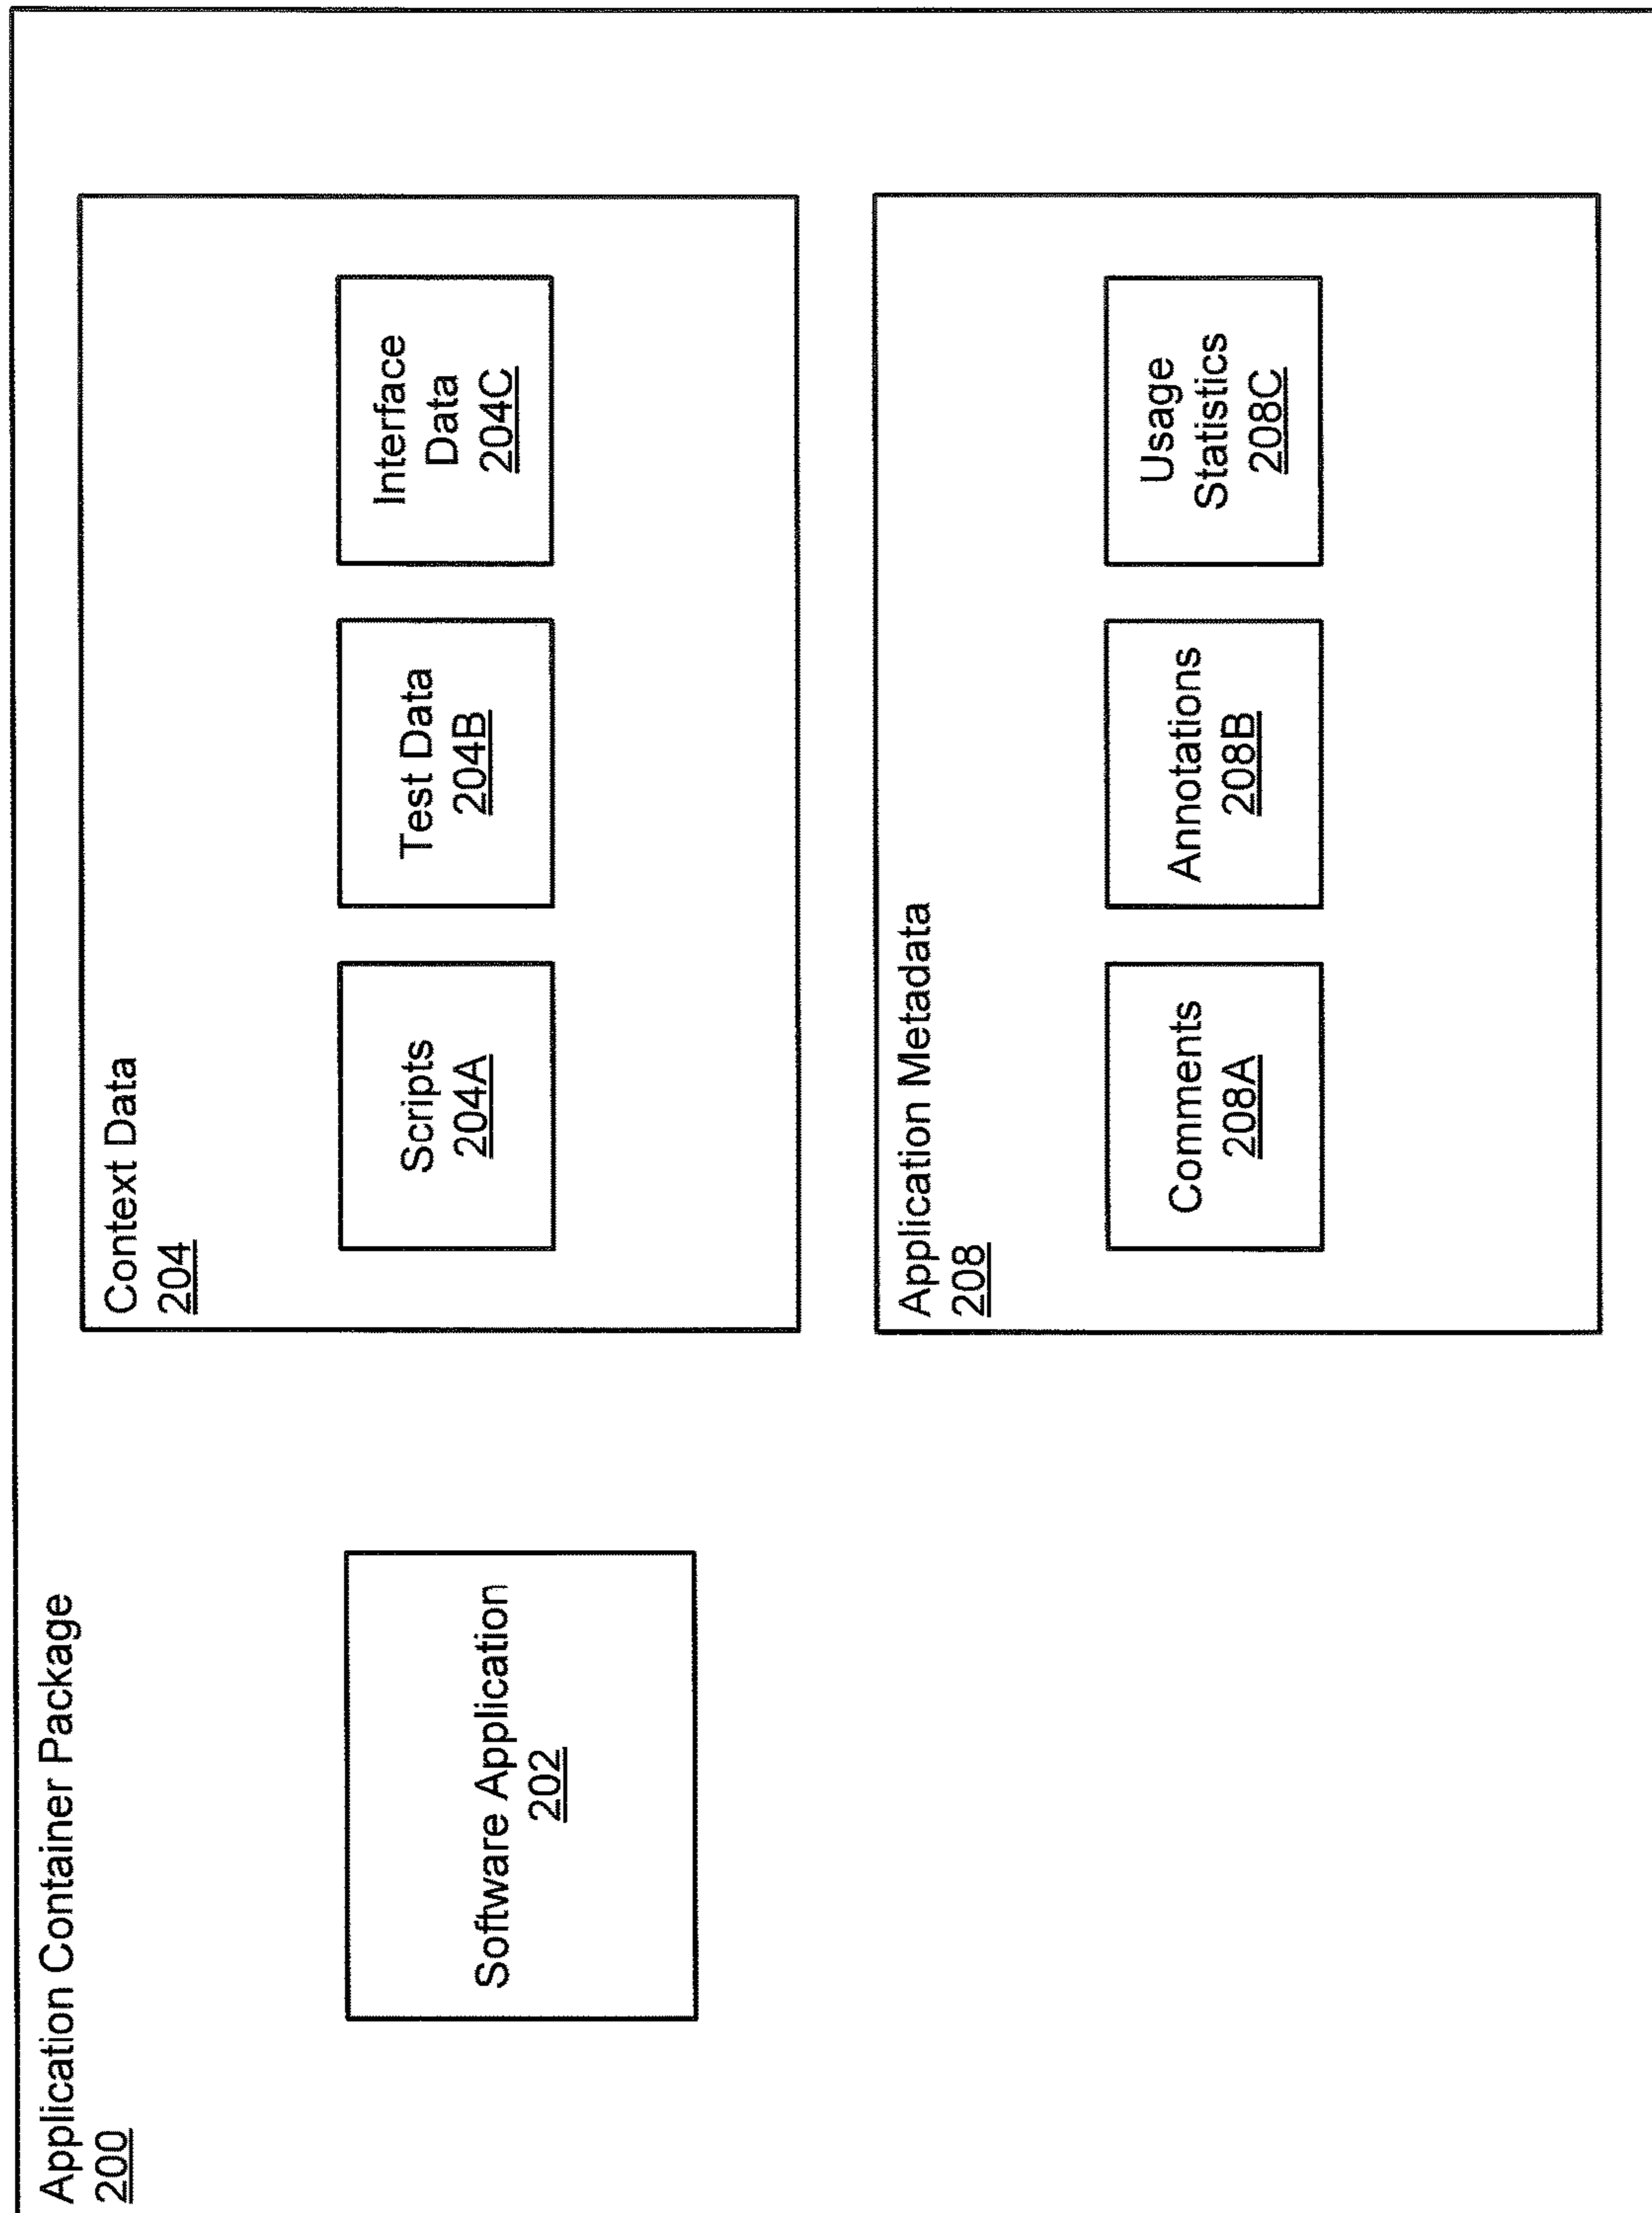 Application Container Package
200
Software Application
202
Context Data
204
Scripts
204A
Test Data
204B
Interface
Data
204C
Application Metadata
208
Comments
208A
Annotations
208B
Usage
Statistics
208C